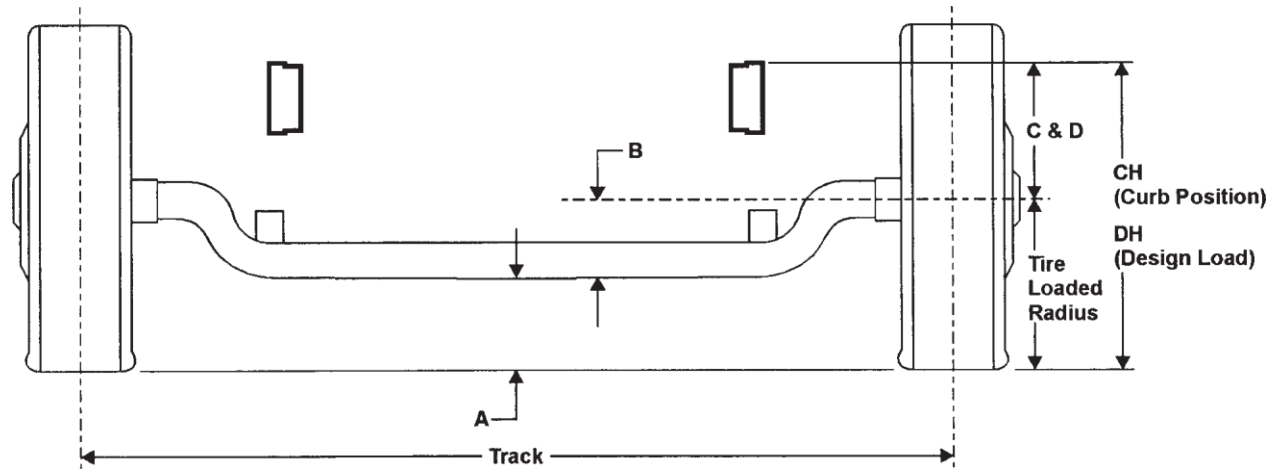 B
C & D
CH
(Curb Position)
DH
(Design Load)
Tire
Loaded
Radius
A
Track